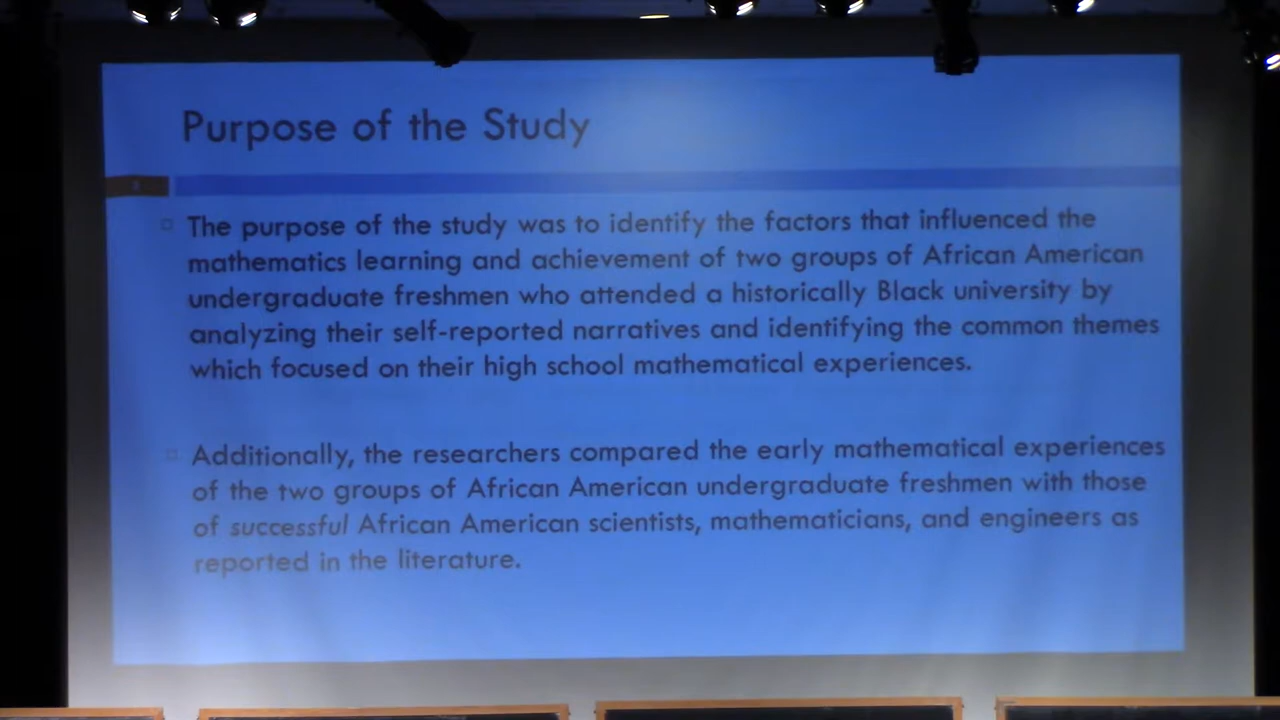 Purpose of the Study
The purpose of the study was to identify the factors that influenced the
mathematics learning and achievement of two groups of African American
undergraduate freshmen who attended a historically Black university by
analyzing their self-reported narratives and identifying the common themes
which focused on their high school mathematical experiences.
Additionally, the researchers compared the early mathematical experiences
of the two groups of African American undergraduate freshmen with those
of successful African American scientists, mathematicians, and engineers as
reported in the literature.